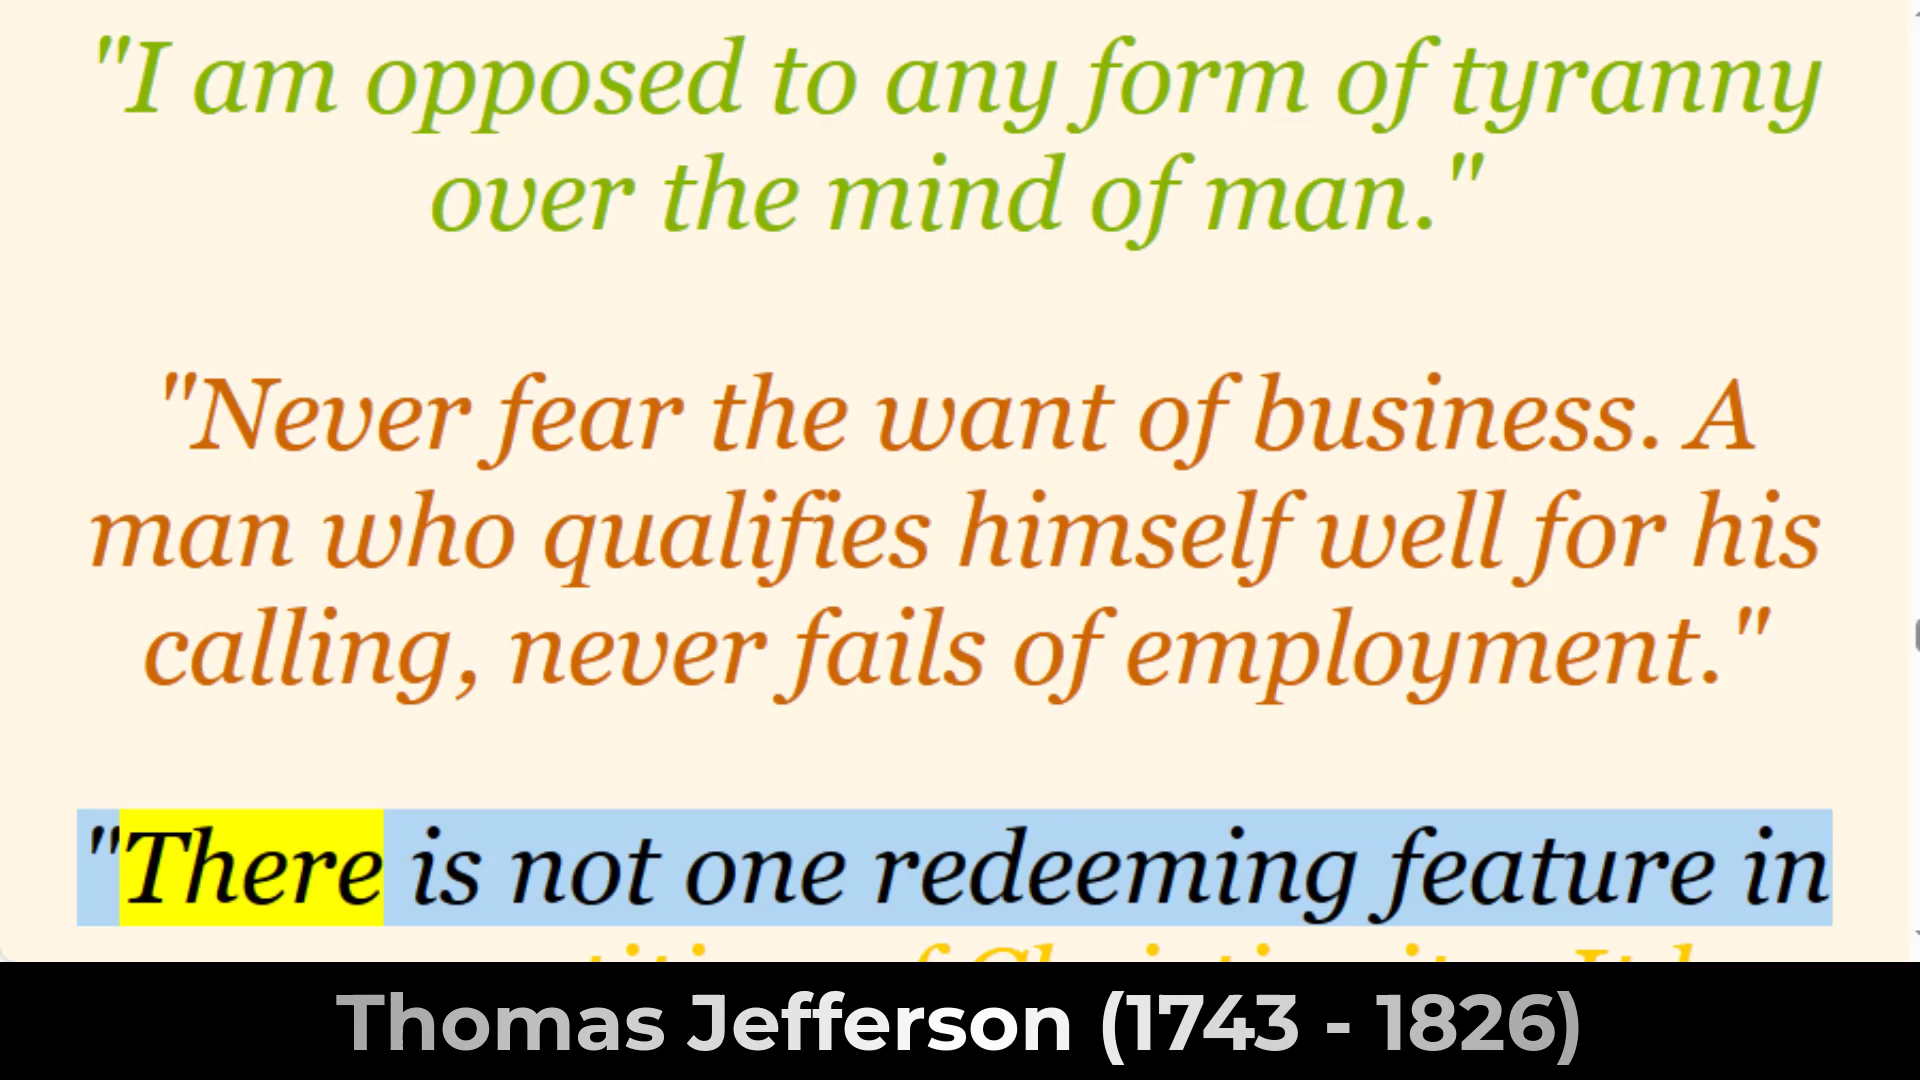 "I am opposed to any form of tyranny
over the mind of man."
"Never fear the want of business. A
man who qualifies himself well for his
calling, never fails of employment."
"There is not one redeeming feature in
Thomas Jefferson (1743 - 1826)